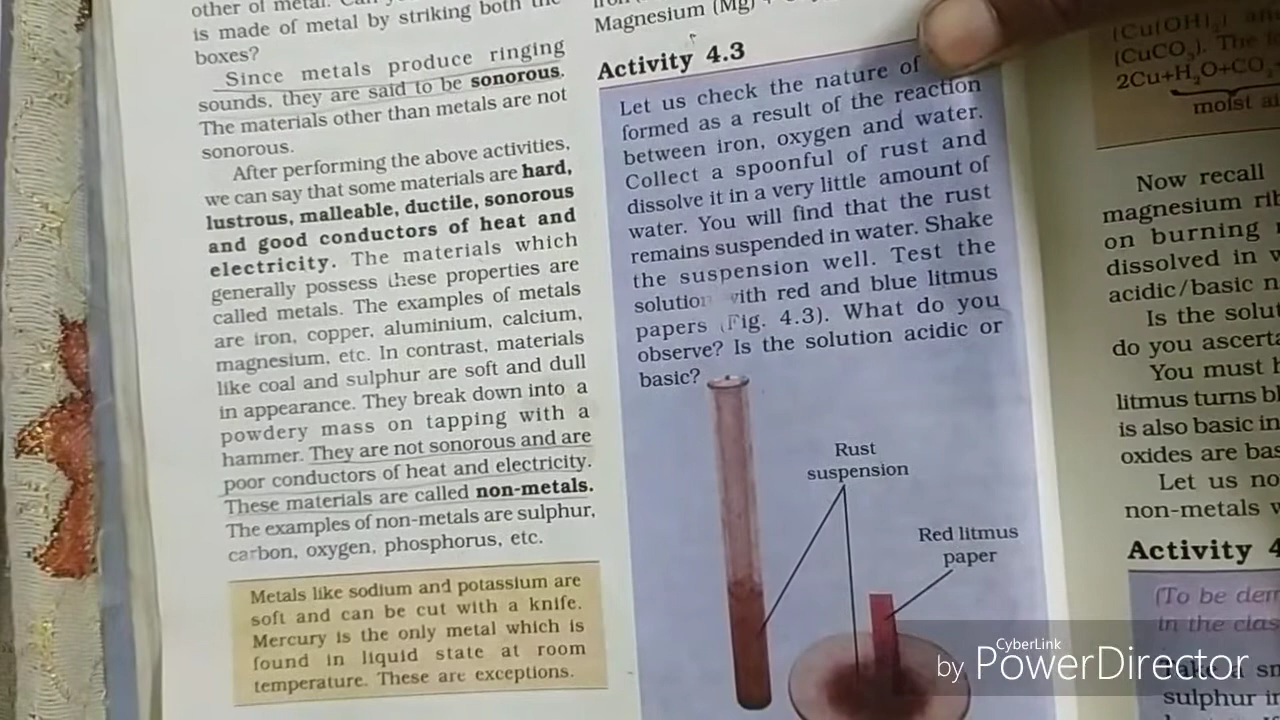 other of metal.
is made of metal by striking both the
boxes?
Since metals produce ringing
sounds, they are said to be sonorous.
The materials other than metals are not
sonorous.
After performing the above activities,
we can say that some materials are hard,
lustrous, malleable, ductile, sonorous
and good conductors of heat and
electricity. The materials which
generally possess these properties are
called metals. The examples of metals
are iron, copper, aluminium, calcium,
magnesium, etc. In contrast, materials
like coal and sulphur are soft and dull
in appearance. They break down into a
powdery mass on tapping with a
hammer. They are not sonorous and are
poor conductors of heat and electricity.
These materials are called non-metals.
The examples of non-metals are sulphur,
carbon, oxygen, phosphorus, etc.
Metals like sodium and potassium are
soft and can be cut with a knife.
Mercury is the only metal which is
found in liquid state at room
temperature. These are exceptions.
Magnesium (Mg)
Activity 4.3
Let us check the nature of
formed as a result of the reaction
between iron, oxygen and water.
Collect a spoonful of rust and
dissolve it in a very little amount of
water. You will find that the rust
remains suspended in water. Shake
the suspension well. Test the
solution with red and blue litmus
papers (Fig. 4.3). What do you
observe? Is the solution acidic or
basic?
Rust
suspension
Red litmus
paper
(CuCO3). The
2Cu+H2O+CO2
moist
Now recall
magnesium
on burning
dissolved in
acidic/basic
Is the
do you
You must
litmus turns
is also basic in
oxides are
Let us
non-metals
Activity
(To be
in the
sulphur
CyberLink
by PowerDirector